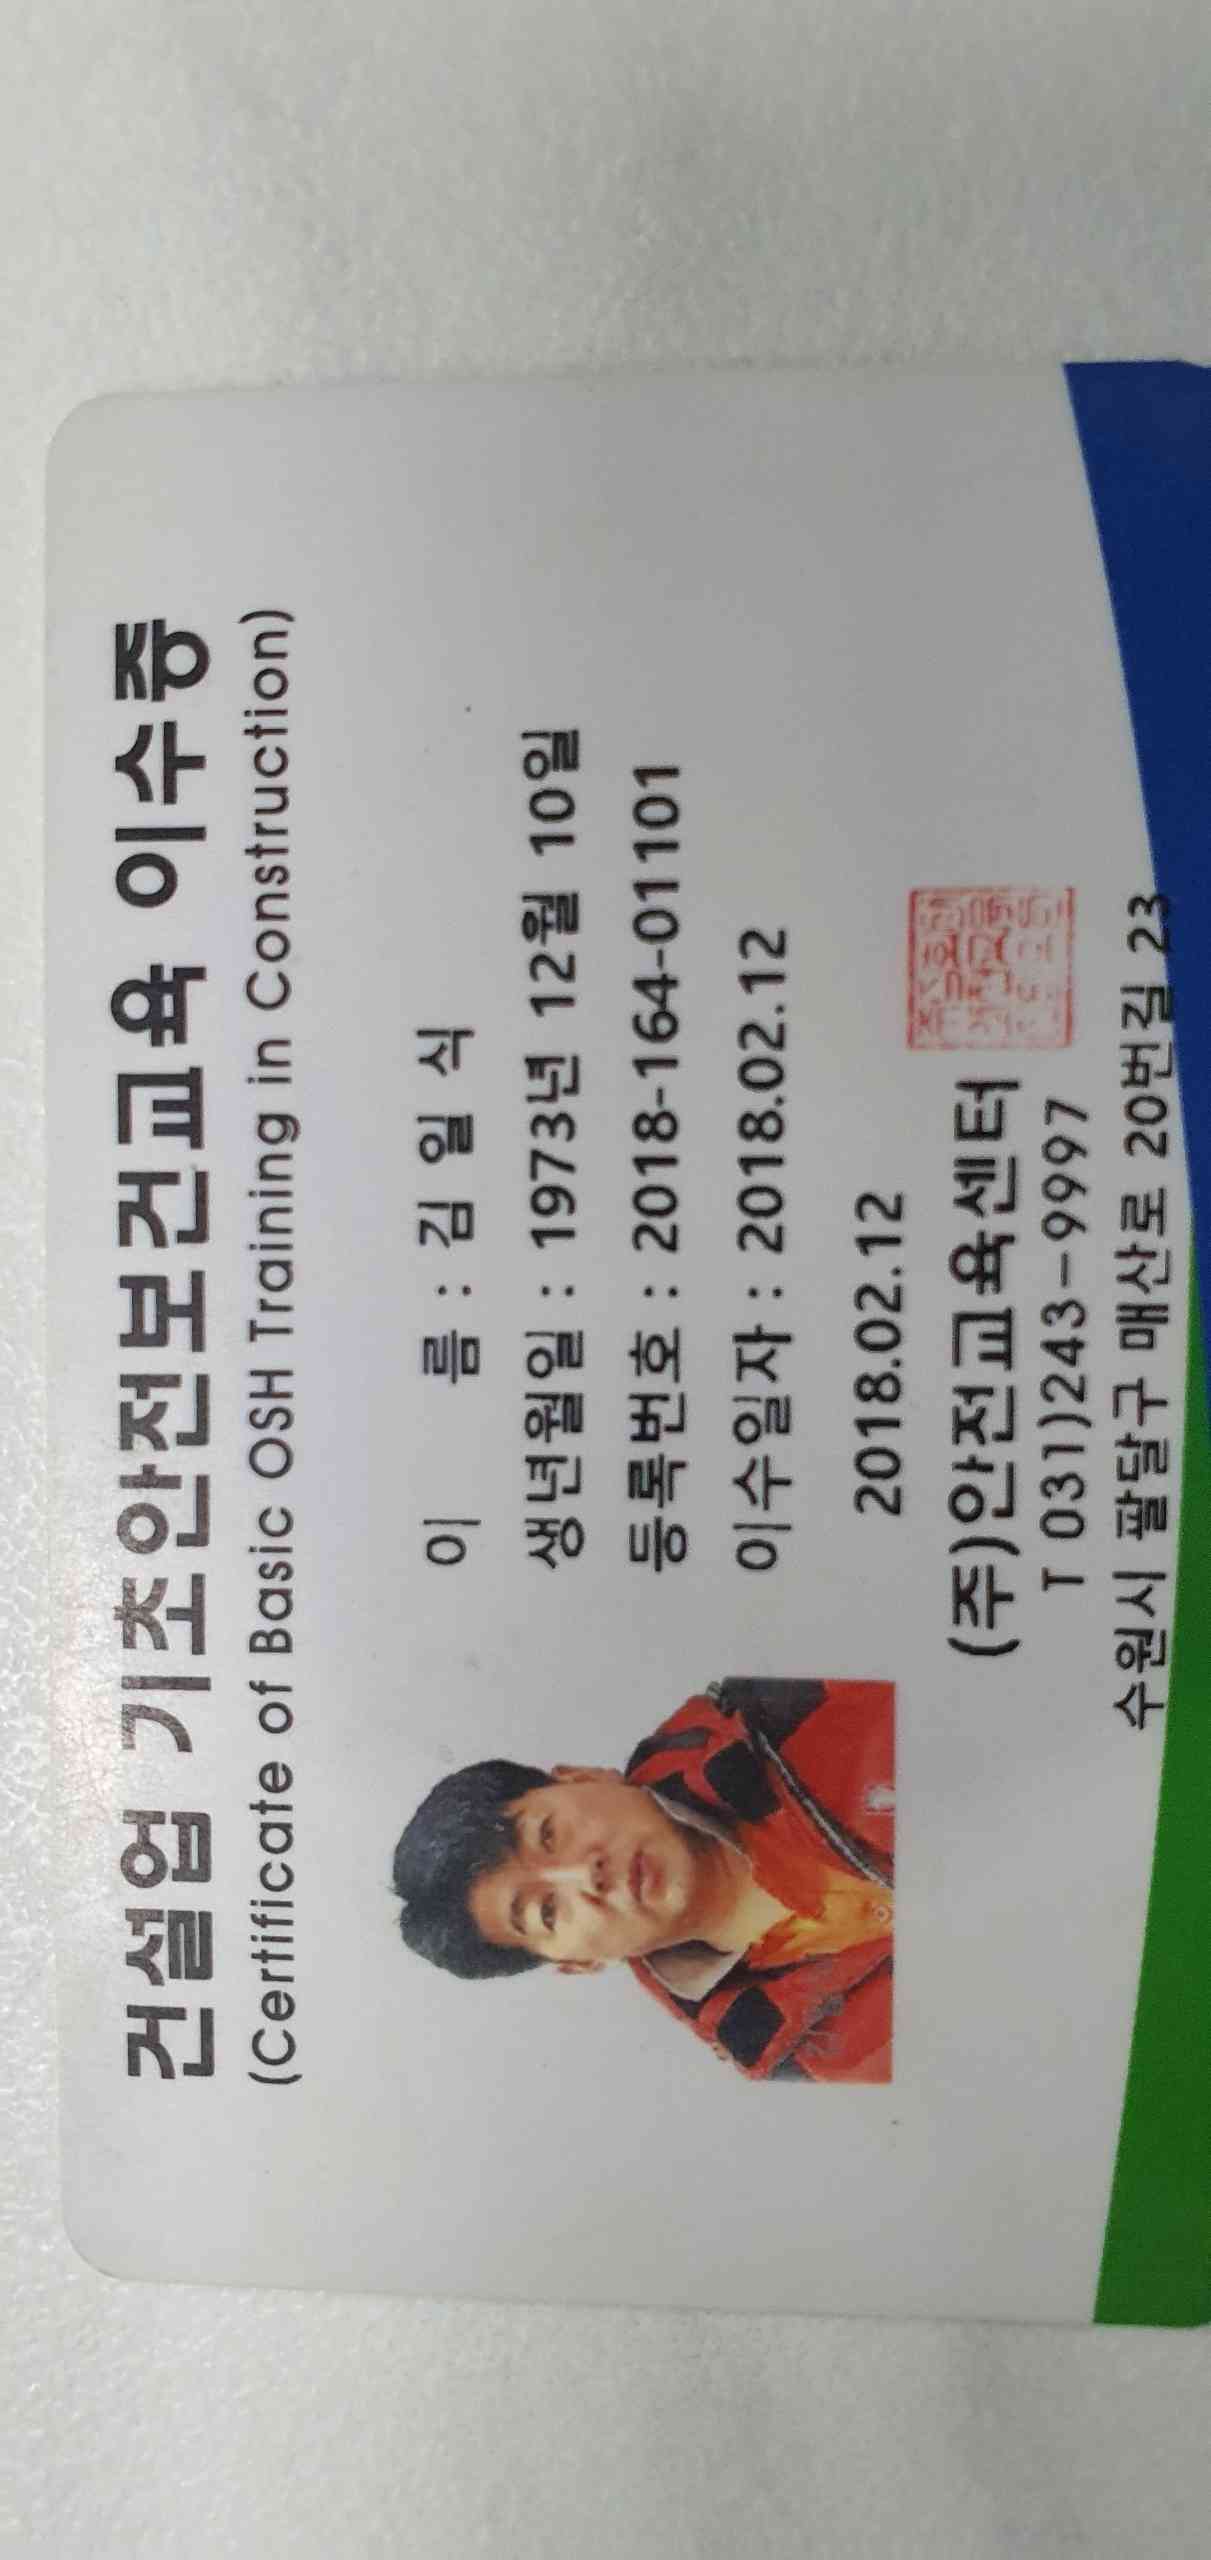 건설업 기초안전보건교육 이수증
(Certificate of Basic OSH Training in Construction)
이 름 : 김 일 식
생년월일 : 1973년 12월 10일
등록번호 : 2018-164-01101
이수일자 : 2018.02.12
2018.02.12
(주)안전교육센터
T 031)243-9997
수원시 팔달구 매산로 20번길 23